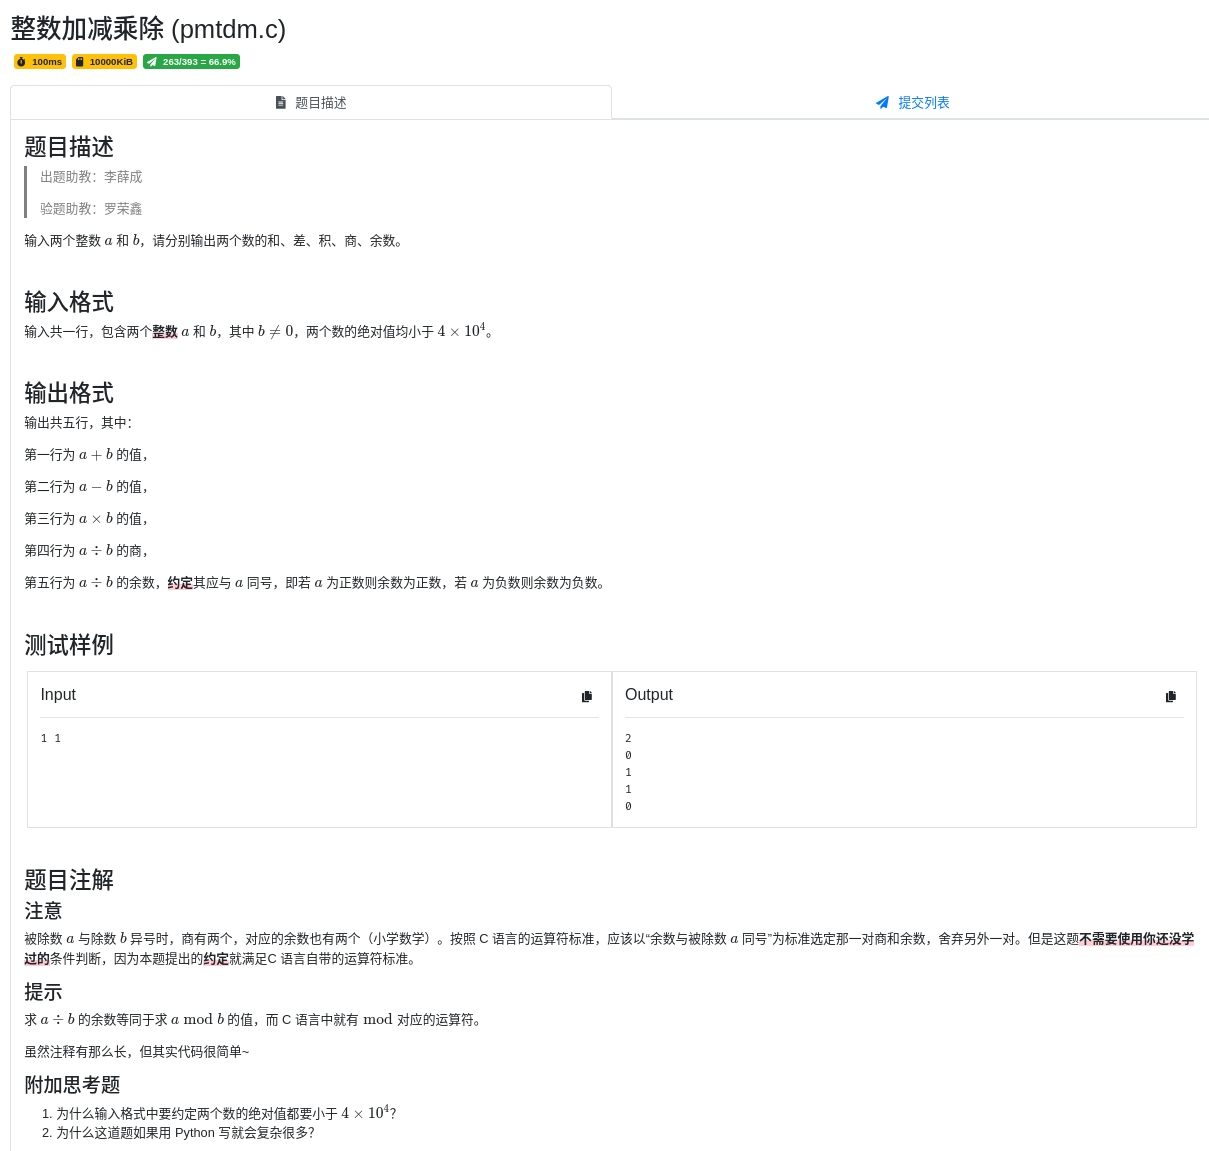 整数加减乘除 (pmtdm.c)
100ms 10000KiB 263/393 = 66.9%
题目描述 提交列表
题目描述
出题助教：李薛成
验题助教：罗荣鑫
输入两个整数 a 和 b，请分别输出两个数的和、差、积、商、余数。
输入格式
输入共一行，包含两个整数 a 和 b，其中 b ≠ 0，两个数的绝对值均小于 4 × 10⁴。
输出格式
输出共五行，其中：
第一行为 a + b 的值，
第二行为 a − b 的值，
第三行为 a × b 的值，
第四行为 a ÷ b 的商，
第五行为 a ÷ b 的余数，约定其应与 a 同号，即若 a 为正数则余数为正数，若 a 为负数则余数为负数。
测试样例
Input Output
1 1
2
0
1
1
0
题目注解
注意
被除数 a 与除数 b 异号时，商有两个，对应的余数也有两个（小学数学）。按照 C 语言的运算符标准，应该以“余数与被除数 a 同号”为标准选定那一对商和余数，舍弃另外一对。但是这题不需要使用你还没学
过的条件判断，因为本题提出的约定就满足C 语言自带的运算符标准。
提示
求 a ÷ b 的余数等同于求 a mod b 的值，而 C 语言中就有 mod 对应的运算符。
虽然注释有那么长，但其实代码很简单~
附加思考题
1. 为什么输入格式中要约定两个数的绝对值都要小于 4 × 10⁴？
2. 为什么这道题如果用 Python 写就会复杂很多？